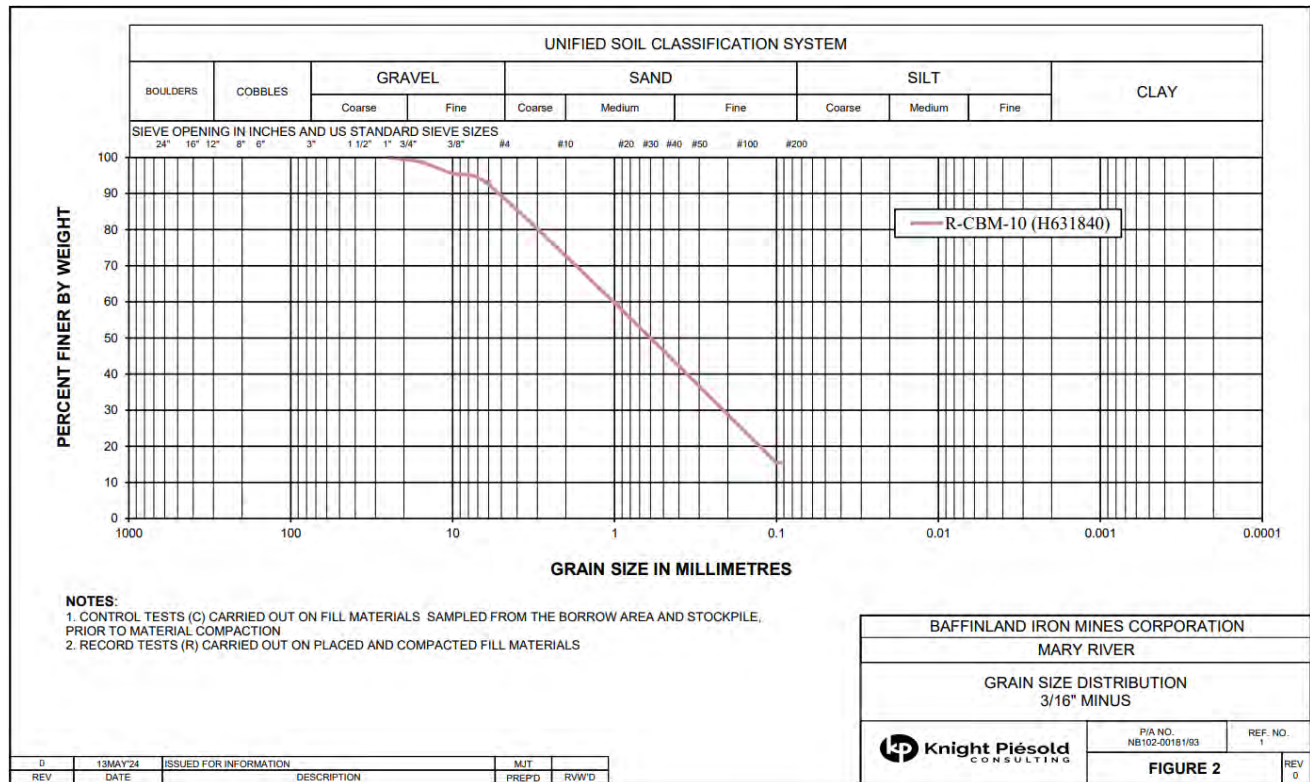 UNIFIED SOIL CLASSIFICATION SYSTEM
BOULDERS COBBLES GRAVEL SAND SILT CLAY
Coarse Fine Coarse Medium Fine Coarse Medium Fine
SIEVE OPENING IN INCHES AND US STANDARD SIEVE SIZES
24" 16" 12" 8" 6" 3" 1 1/2" 1" 3/4" 3/8" #4 #10 #20 #30 #40 #50 #100 #200
100
90
80
70
60
50
40
30
20
10
0
PERCENT FINER BY WEIGHT
R-CBM-10 (H631840)
1000 100 10 1 0.1 0.01 0.001 0.0001
GRAIN SIZE IN MILLIMETRES
NOTES:
1. CONTROL TESTS (C) CARRIED OUT ON FILL MATERIALS SAMPLED FROM THE BORROW AREA AND STOCKPILE,
PRIOR TO MATERIAL COMPACTION
2. RECORD TESTS (R) CARRIED OUT ON PLACED AND COMPACTED FILL MATERIALS
BAFFINLAND IRON MINES CORPORATION
MARY RIVER
GRAIN SIZE DISTRIBUTION
3/16" MINUS
kp Knight Piésold
CONSULTING
P/A NO.
NB102-00181/93
REF. NO.
1
FIGURE 2
REV
0
0 13MAY'24 ISSUED FOR INFORMATION MJT
REV DATE DESCRIPTION PREP'D RVW'D